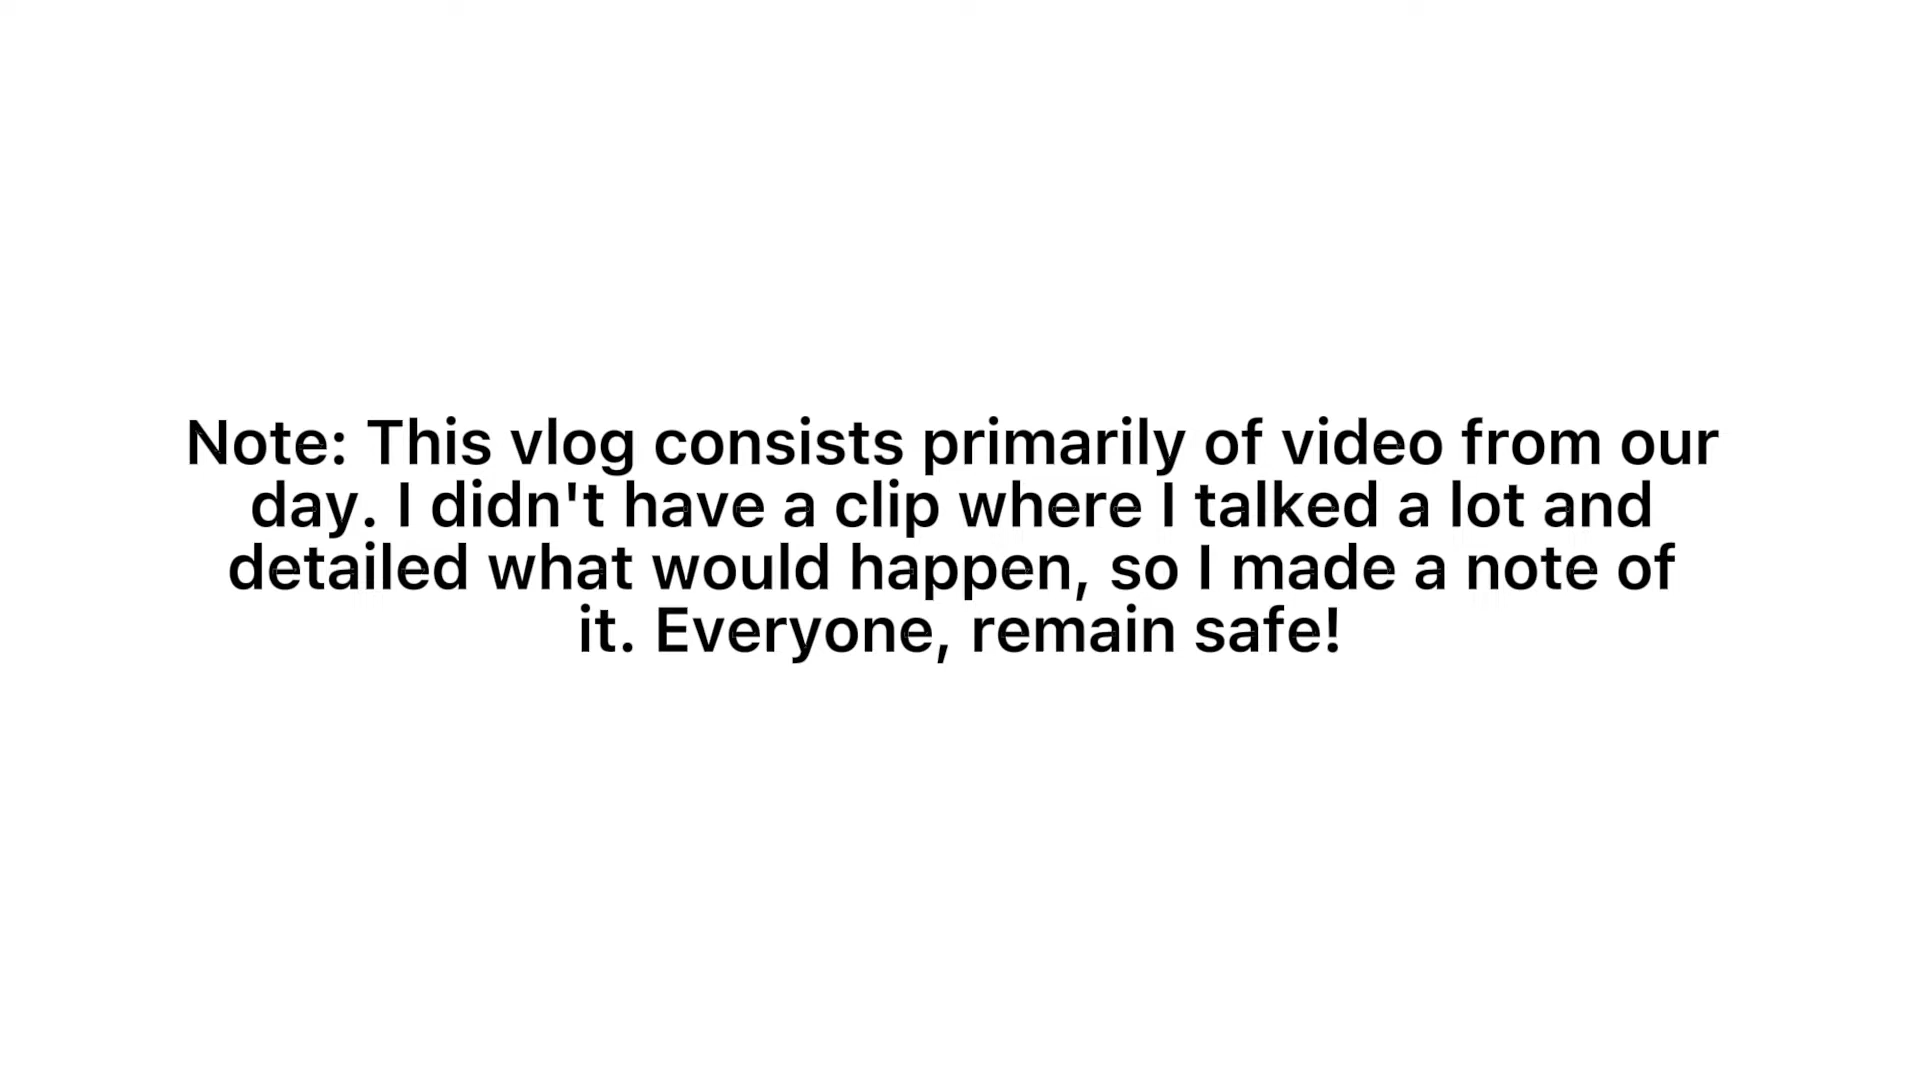 Note: This vlog consists primarily of video from our
day. I didn't have a clip where I talked a lot and
detailed what would happen, so I made a note of
it. Everyone, remain safe!